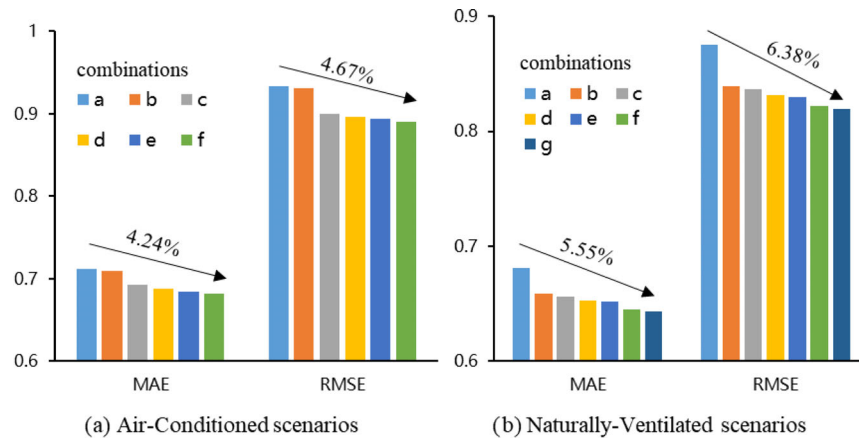 1
0.9
0.8
0.7
0.6
combinations
a b c
d e f
4.24%
4.67%
MAE RMSE
(a) Air-Conditioned scenarios
0.9
0.8
0.7
0.6
combinations
a b c
d e f
g
5.55%
6.38%
MAE RMSE
(b) Naturally-Ventilated scenarios